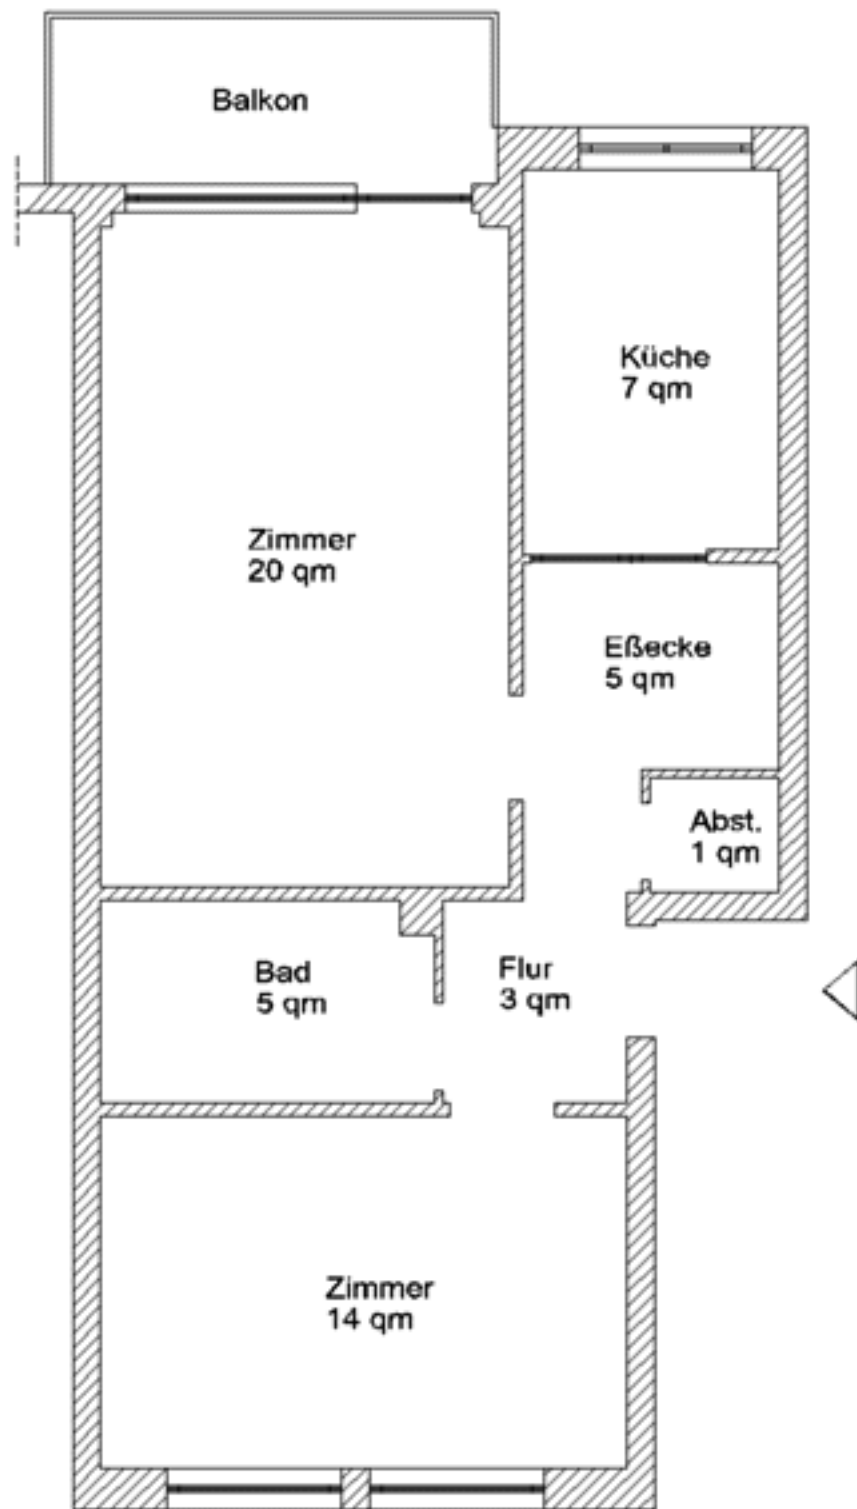 Balkon
Küche
7 qm
Zimmer
20 qm
Eßecke
5 qm
Abst.
1 qm
Bad
5 qm
Flur
3 qm
Zimmer
14 qm